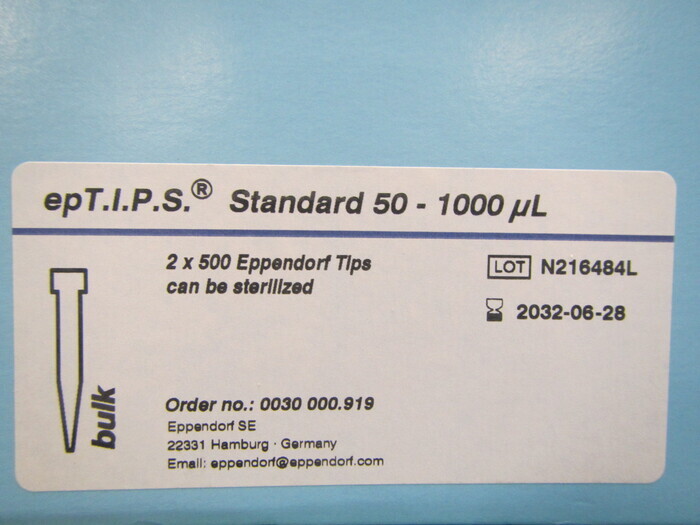 epT.I.P.S.® Standard 50 - 1000 µL
2 x 500 Eppendorf Tips
can be sterilized
LOT N216484L
2032-06-28
bulk
Order no.: 0030 000.919
Eppendorf SE
22331 Hamburg · Germany
Email: eppendorf@eppendorf.com